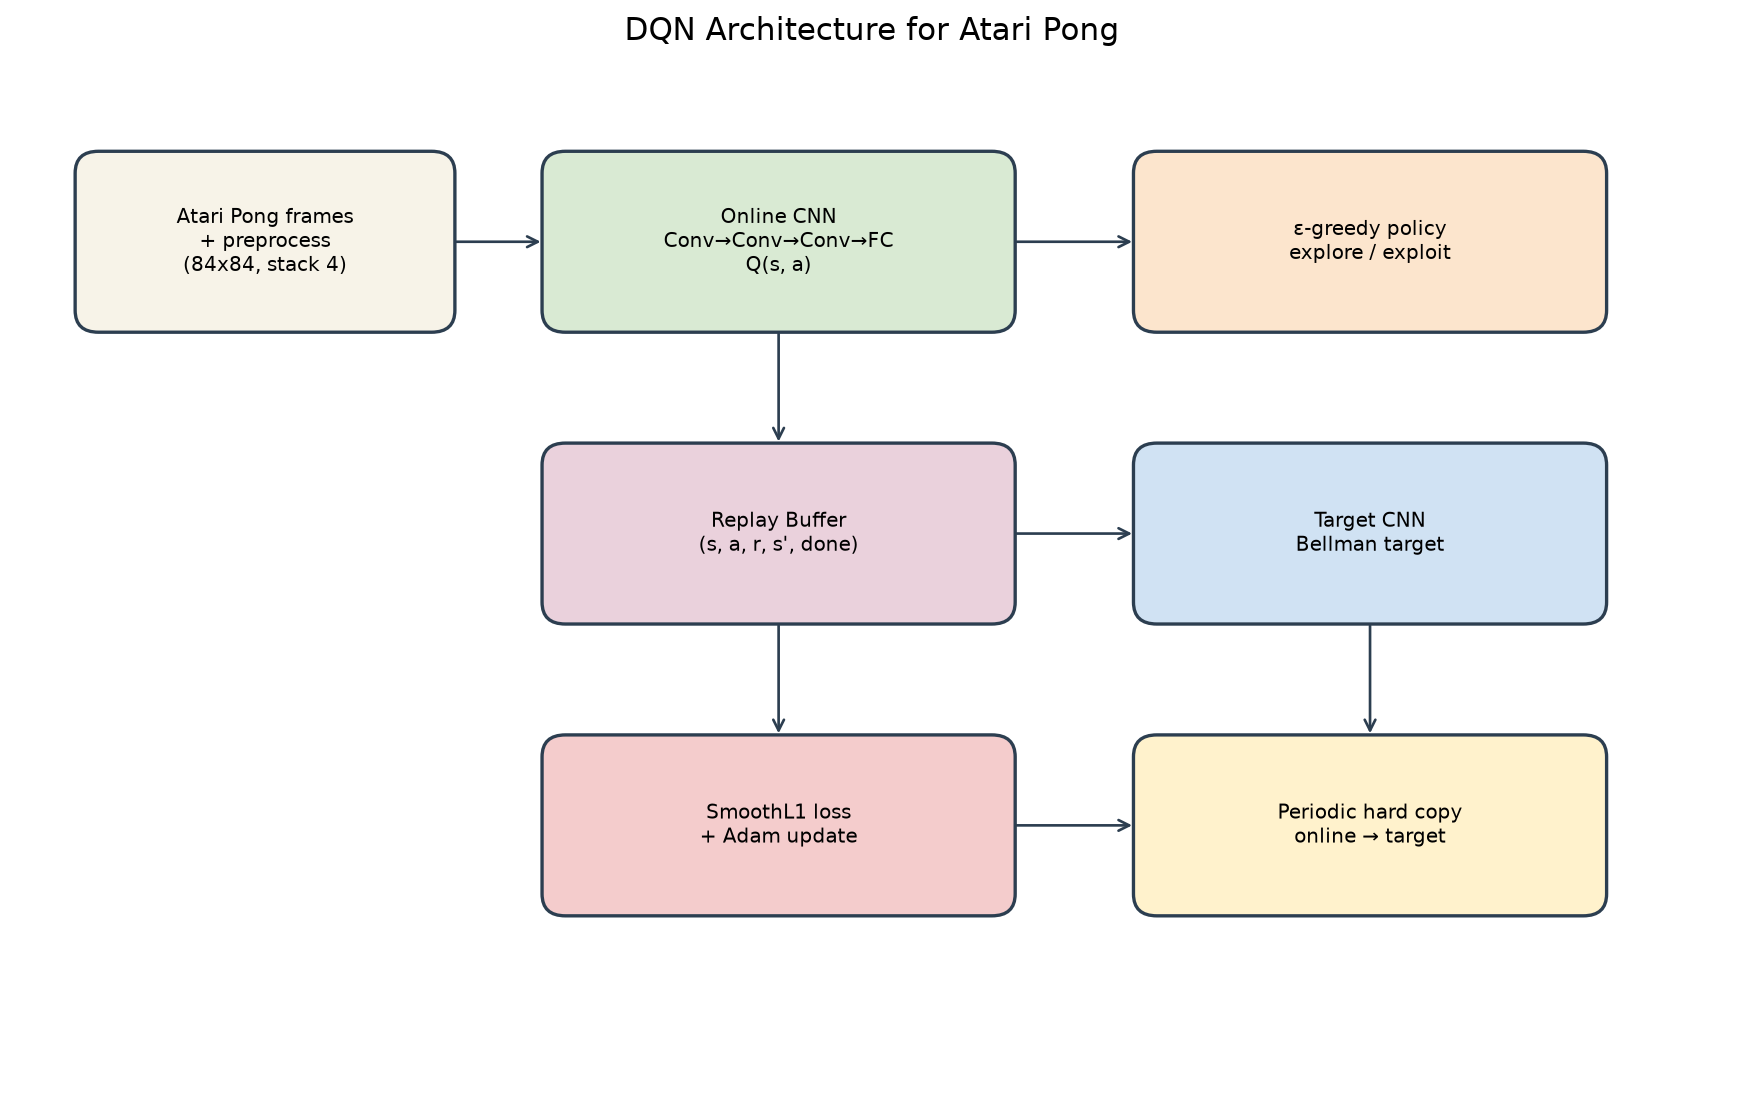 DQN Architecture for Atari Pong
Atari Pong frames
+ preprocess
(84x84, stack 4)
Online CNN
Conv→Conv→Conv→FC
Q(s, a)
ε-greedy policy
explore / exploit
Replay Buffer
(s, a, r, s', done)
Target CNN
Bellman target
SmoothL1 loss
+ Adam update
Periodic hard copy
online → target